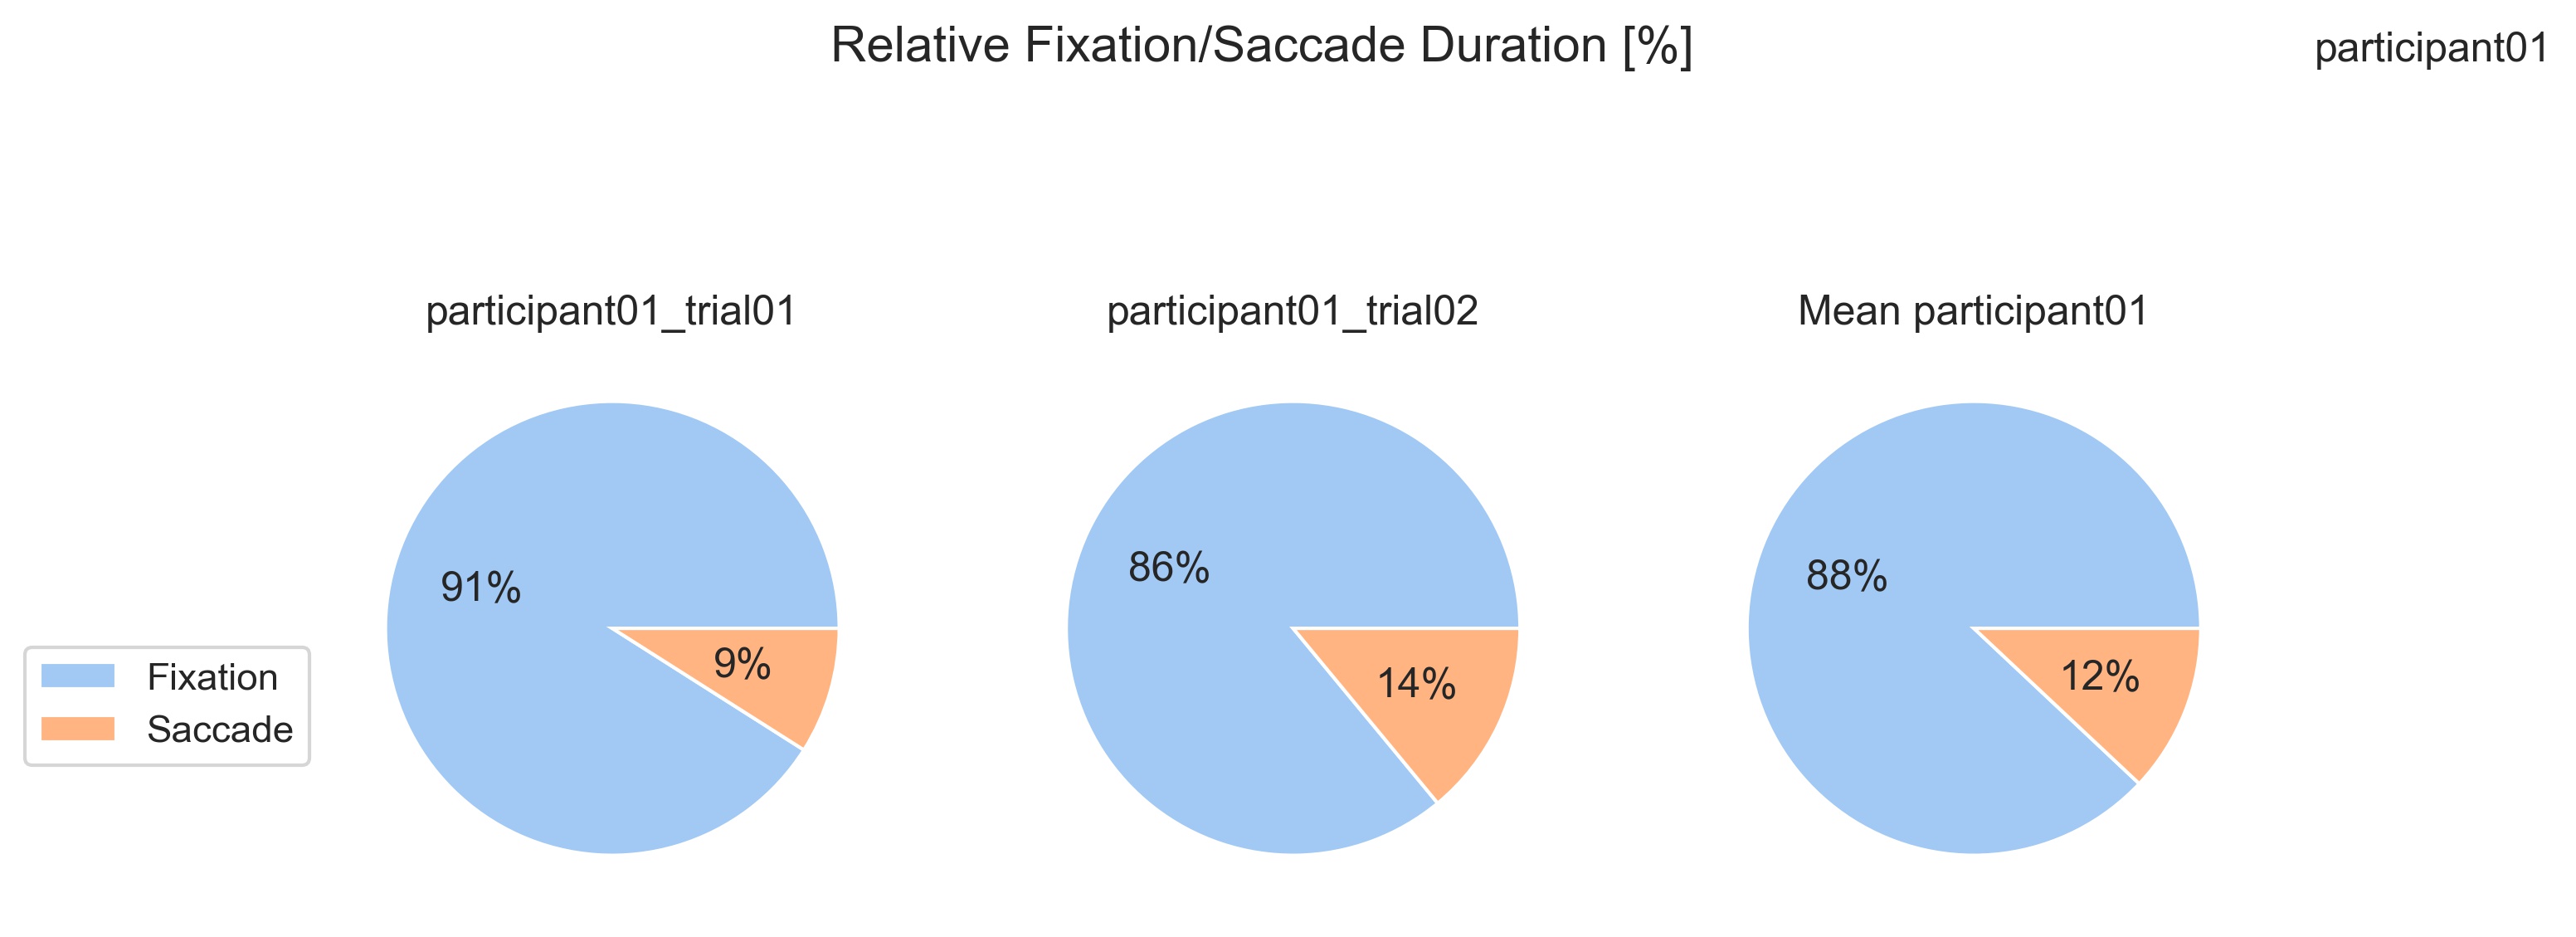 Relative Fixation/Saccade Duration [%]
participant01
participant01_trial01
participant01_trial02
Mean participant01
91%
9%
86%
14%
88%
12%
Fixation
Saccade